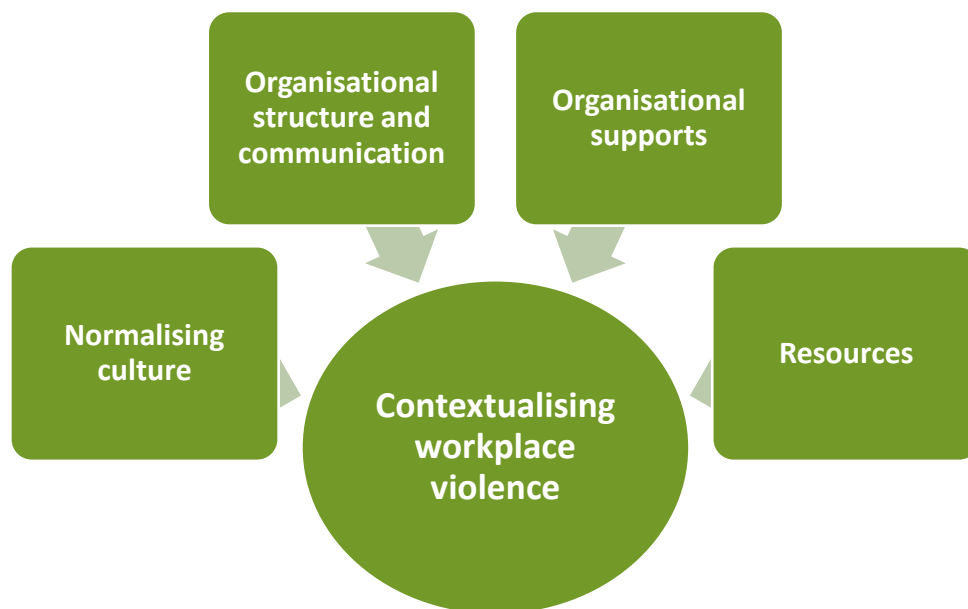 Organisational
structure and
communication
Organisational
supports
Normalising
culture
Resources
Contextualising
workplace
violence